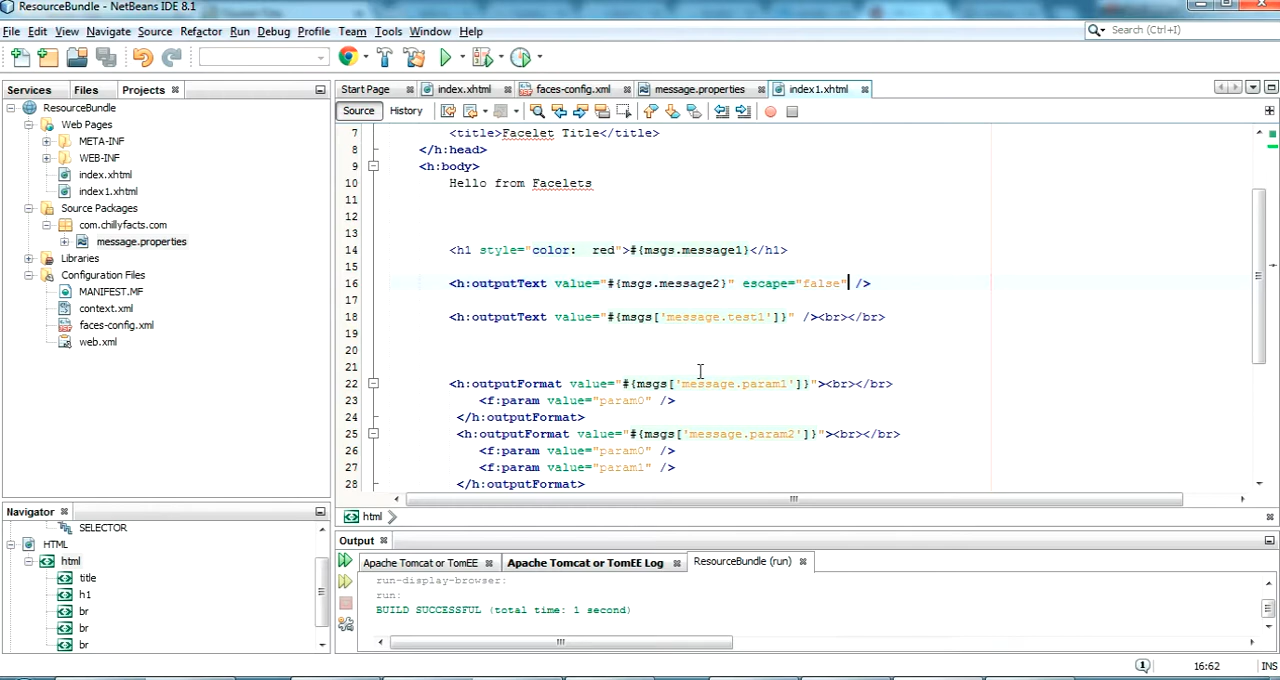 ResourceBundle - NetBeans IDE 8.1
File Edit View Navigate Source Refactor Run Debug Profile Team Tools Window Help
Search (Ctrl+I)
Services Files Projects
Start Page index.xhtml faces-config.xml message.properties index1.xhtml
Source History
ResourceBundle
Web Pages
META-INF
WEB-INF
index.xhtml
index1.xhtml
Source Packages
com.chillyfacts.com
message.properties
Libraries
Configuration Files
MANIFEST.MF
context.xml
faces-config.xml
web.xml
7 <title>Facelet Title</title>
8 </h:head>
9 <h:body>
10 Hello from Facelets
11
12
13
14 <h1 style="color:  red">#{msgs.message1}</h1>
15
16 <h:outputText value="#{msgs.message2}" escape="false" />
17
18 <h:outputText value="#{msgs['message.test1']}" /><br></br>
19
20
21
22 <h:outputFormat value="#{msgs['message.param1']}"><br></br>
23 <f:param value="param0" />
24 </h:outputFormat>
25 <h:outputFormat value="#{msgs['message.param2']}"><br></br>
26 <f:param value="param0" />
27 <f:param value="param1" />
28 </h:outputFormat>
html
Navigator
SELECTOR
HTML
html
title
h1
br
br
br
Output
Apache Tomcat or TomEE Apache Tomcat or TomEE Log ResourceBundle (run)
run-display-browser:
run:
BUILD SUCCESSFUL (total time: 1 second)
1 16:62 INS